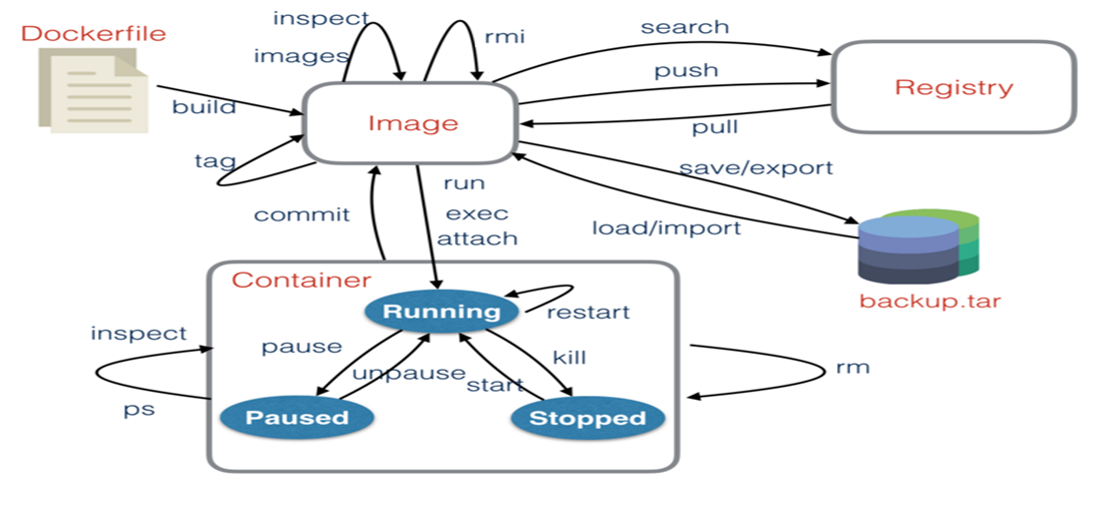 inspect
Dockerfile
search
rmi
images
push
Registry
build
Image
pull
tag
save/export
run
commit
exec
load/import
attach
Container
backup.tar
Running
restart
inspect
pause
kill
rm
unpause
start
ps
Paused
Stopped